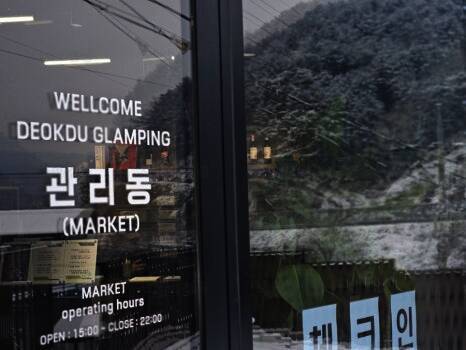 WELLCOME
DEOKDU GLAMPING
관리동
(MARKET)
MARKET
operating hours
OPEN : 15:00 - CLOSE : 22:00
체크인